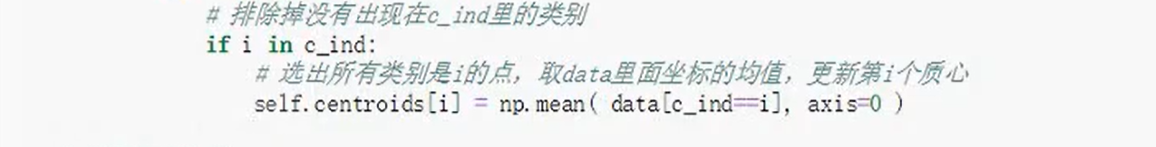 # 排除掉没有出现在c_ind里的类别
if i in c_ind:
# 选出所有类别是i的点，取data里面坐标的均值，更新第i个质心
self.centroids[i] = np.mean( data[c_ind==i], axis=0 )